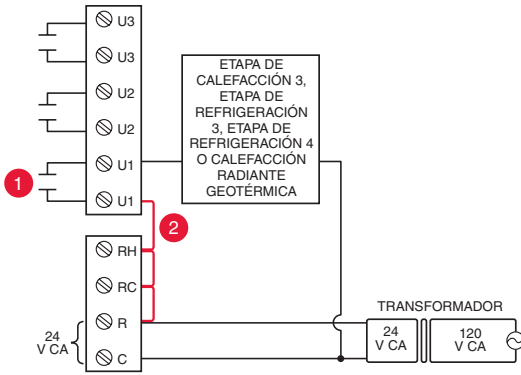 U3
U3
U2
U2
U1
U1
1
2
ETAPA DE
CALEFACCIÓN 3,
ETAPA DE
REFRIGERACIÓN
3, ETAPA DE
REFRIGERACIÓN 4
O CALEFACCIÓN
RADIANTE
GEOTÉRMICA
RH
RC
R
C
24
V CA
TRANSFORMADOR
24
V CA
120
V CA